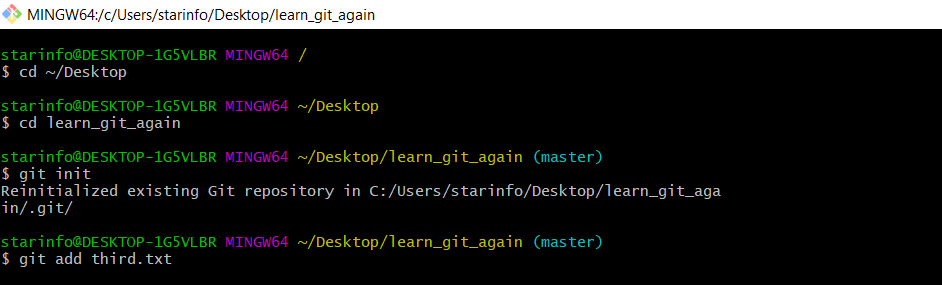 MINGW64:/c/Users/starinfo/Desktop/learn_git_again
starinfo@DESKTOP-1G5VLBR MINGW64 /
$ cd ~/Desktop
starinfo@DESKTOP-1G5VLBR MINGW64 ~/Desktop
$ cd learn_git_again
starinfo@DESKTOP-1G5VLBR MINGW64 ~/Desktop/learn_git_again (master)
$ git init
Reinitialized existing Git repository in C:/Users/starinfo/Desktop/learn_git_aga
in/.git/
starinfo@DESKTOP-1G5VLBR MINGW64 ~/Desktop/learn_git_again (master)
$ git add third.txt